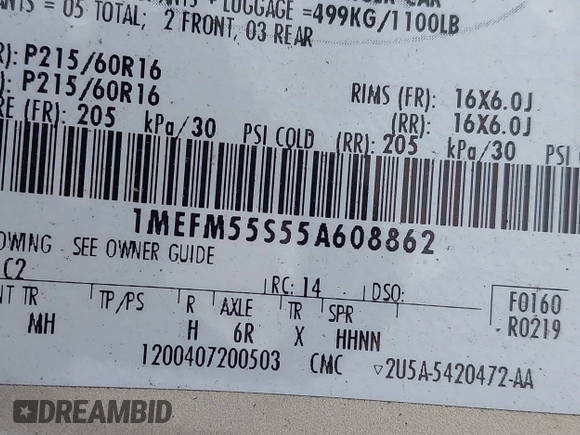 = 05 TOTAL; 2 FRONT, 03 REAR
+ LUGGAGE =499KG/1100LB
R): P215/60R16
): P215/60R16
RIMS (FR): 16X6.0J
(RR): 16X6.0J
RE (FR): 205 kPa/30 PSI COLD (RR): 205 kPa/30 PSI
1MEFM55S55A608862
OWING - SEE OWNER GUIDE
C2 RC: 14 DSO:
F0160
R0219
NT TR TP/PS R AXLE TR SPR
MH H 6R X HHNN
1200407200503 CMC ▽2U5A-5420472-AA
DREAMBID